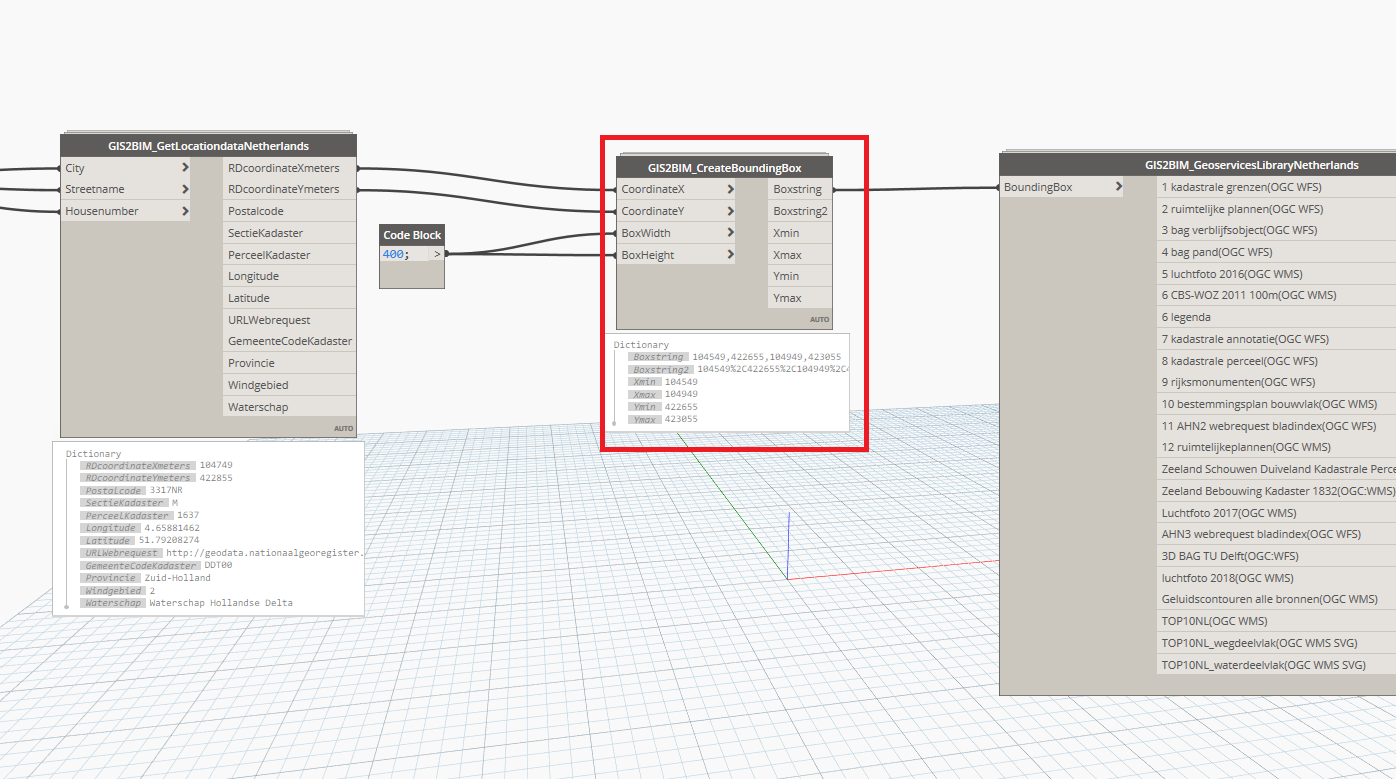 GIS2BIM_GetLocationdataNetherlands
City
Streetname
Housenumber
RDcoordinateXmeters
RDcoordinateYmeters
Postalcode
SectieKadaster
PerceelKadaster
Longitude
Latitude
URLWebrequest
GemeenteCodeKadaster
Provincie
Windgebied
Waterschap
AUTO
Dictionary
RDcoordinateXmeters 104749
RDcoordinateYmeters 422855
Postalcode 3317NR
SectieKadaster M
PerceelKadaster 1637
Longitude 4.65881462
Latitude 51.79208274
URLWebrequest http://geodata.nationaalgeoregister.
GemeenteCodeKadaster DDT00
Provincie Zuid-Holland
Windgebied 2
Waterschap Waterschap Hollandse Delta
Code Block
400; >
GIS2BIM_CreateBoundingBox
CoordinateX
CoordinateY
BoxWidth
BoxHeight
Boxstring
Boxstring2
Xmin
Xmax
Ymin
Ymax
AUTO
Dictionary
Boxstring 104549,422655,104949,423055
Boxstring2 104549%2C422655%2C104949%2C4
Xmin 104549
Xmax 104949
Ymin 422655
Ymax 423055
GIS2BIM_GeoservicesLibraryNetherlands
BoundingBox
1 kadastrale grenzen(OGC WFS)
2 ruimtelijke plannen(OGC WFS)
3 bag verblijfsobject(OGC WFS)
4 bag pand(OGC WFS)
5 luchtfoto 2016(OGC WMS)
6 CBS-WOZ 2011 100m(OGC WMS)
6 legenda
7 kadastrale annotatie(OGC WFS)
8 kadastrale perceel(OGC WFS)
9 rijksmonumenten(OGC WFS)
10 bestemmingsplan bouwvlak(OGC WMS)
11 AHN2 webrequest bladindex(OGC WFS)
12 ruimtelijkeplannen(OGC WMS)
Zeeland Schouwen Duiveland Kadastrale Perce
Zeeland Bebouwing Kadaster 1832(OGC:WMS)
Luchtfoto 2017(OGC WMS)
AHN3 webrequest bladindex(OGC WFS)
3D BAG TU Delft(OGC:WFS)
luchtfoto 2018(OGC WMS)
Geluidscontouren alle bronnen(OGC WMS)
TOP10NL(OGC WMS)
TOP10NL_wegdeelvlak(OGC WMS SVG)
TOP10NL_waterdeelvlak(OGC WMS SVG)